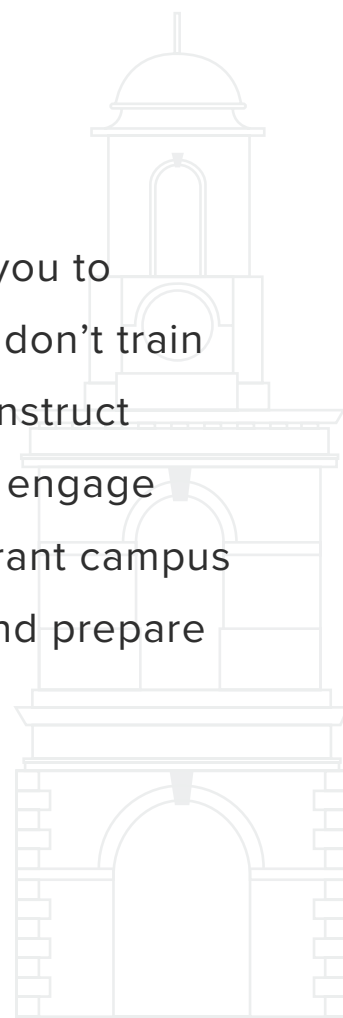 you to
don’t train
nstruct
engage
rant campus
nd prepare